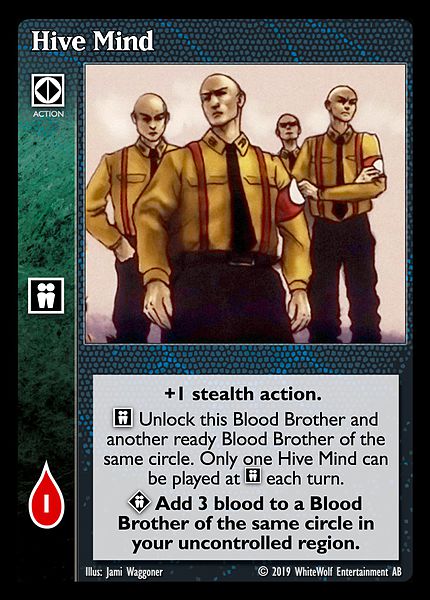 Hive Mind
ACTION
+1 stealth action.
Unlock this Blood Brother and
another ready Blood Brother of the
same circle. Only one Hive Mind can
be played at each turn.
Add 3 blood to a Blood
Brother of the same circle in
your uncontrolled region.
1
Illus: Jami Waggoner © 2019 WhiteWolf Entertainment AB